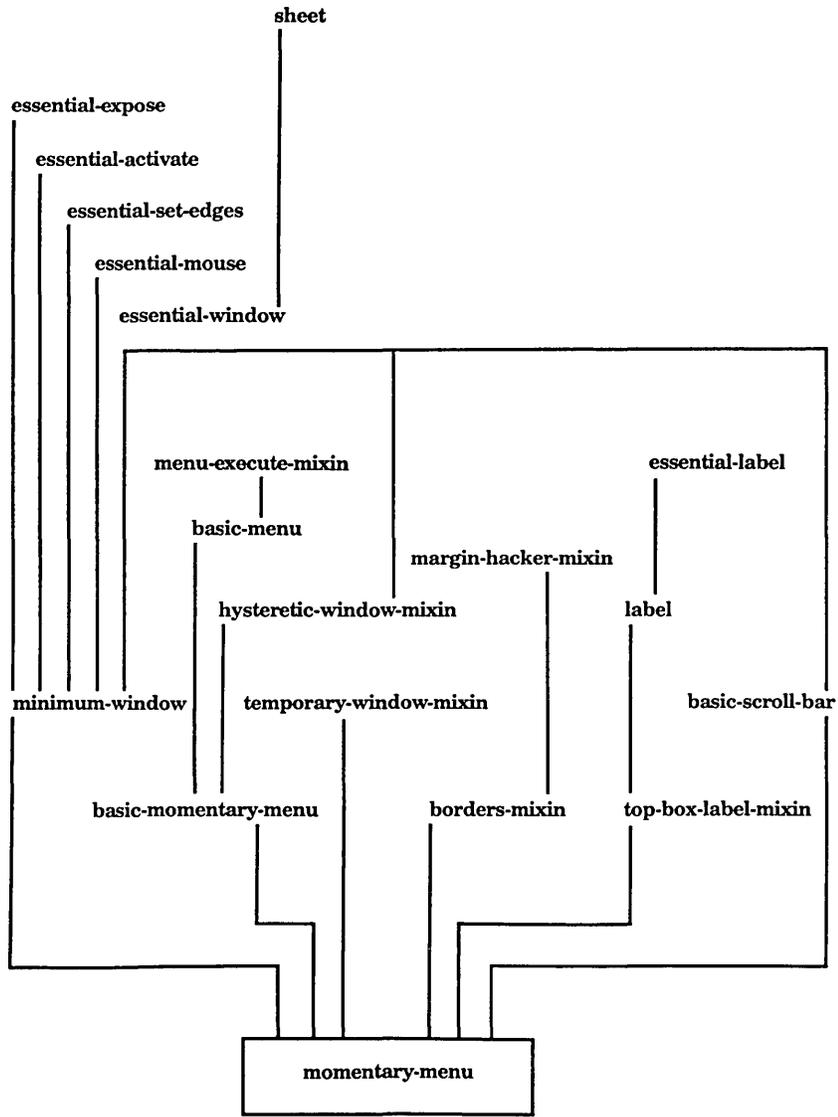 sheet
essential-expose
essential-activate
essential-set-edges
essential-mouse
essential-window
menu-execute-mixin
essential-label
basic-menu
margin-hacker-mixin
hysteretic-window-mixin
label
minimum-window
temporary-window-mixin
basic-scroll-bar
basic-momentary-menu
borders-mixin
top-box-label-mixin
momentary-menu